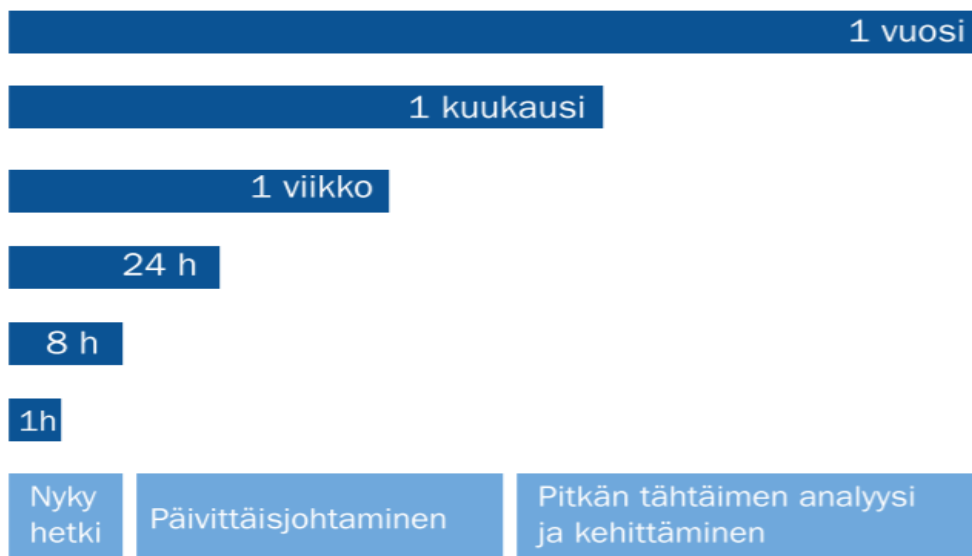 1 vuosi
1 kuukausi
1 viikko
24 h
8 h
1h
Nyky
hetki
Päivittäisjohtaminen
Pitkän tähtäimen analyysi
ja kehittäminen